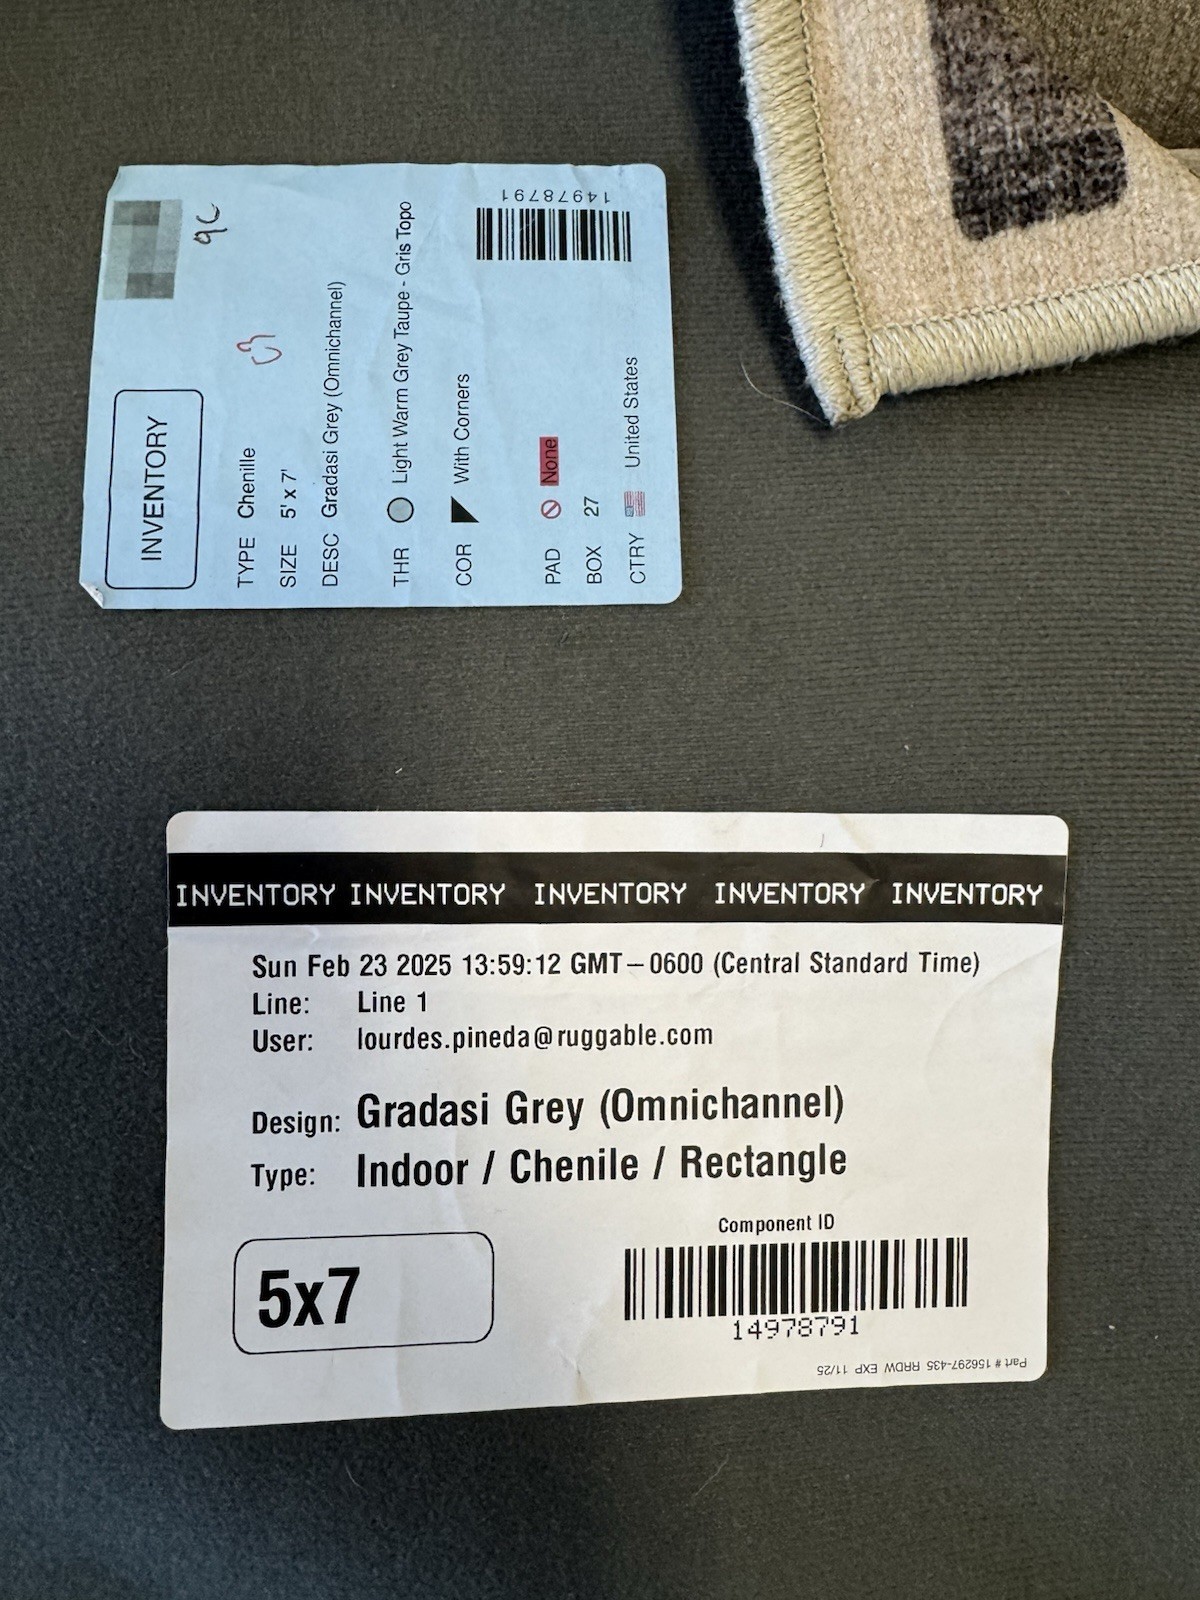 INVENTORY
TYPE Chenille
SIZE 5' x 7'
DESC Gradasi Grey (Omnichannel)
THR Light Warm Grey Taupe - Gris Topo
COR With Corners
PAD None
BOX 27
CTRY United States
14978791
INVENTORY INVENTORY INVENTORY INVENTORY INVENTORY
Sun Feb 23 2025 13:59:12 GMT-0600 (Central Standard Time)
Line: Line 1
User: lourdes.pineda@ruggable.com
Design: Gradasi Grey (Omnichannel)
Type: Indoor / Chenile / Rectangle
Component ID
5x7
14978791
Part # 156297-435 RRDW EXP 11/25